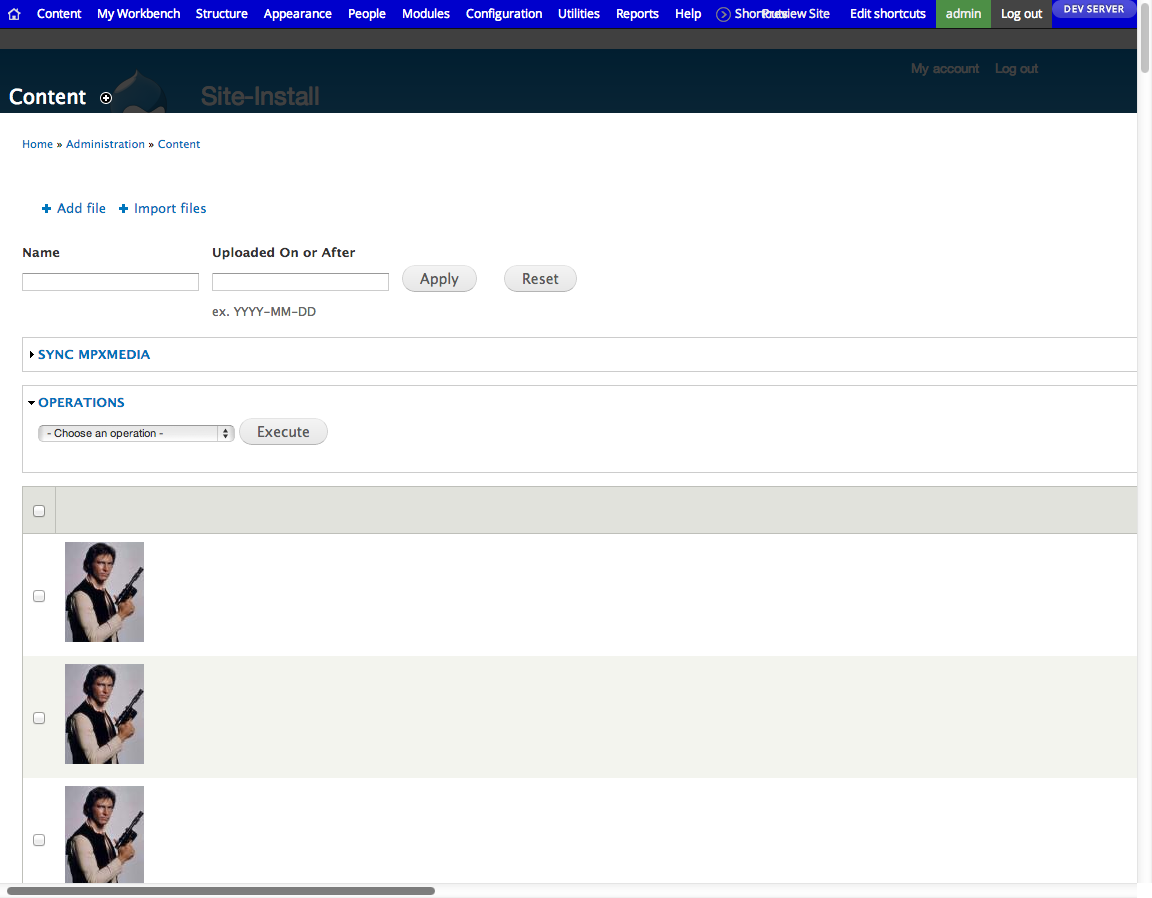 Content My Workbench Structure Appearance People Modules Configuration Utilities Reports Help Shortcuts Preview Site Edit shortcuts admin Log out DEV SERVER
My account Log out
Content Site-Install
Home » Administration » Content
Add file Import files
Name Uploaded On or After
Apply Reset
ex. YYYY-MM-DD
SYNC MPXMEDIA
OPERATIONS
- Choose an operation - Execute